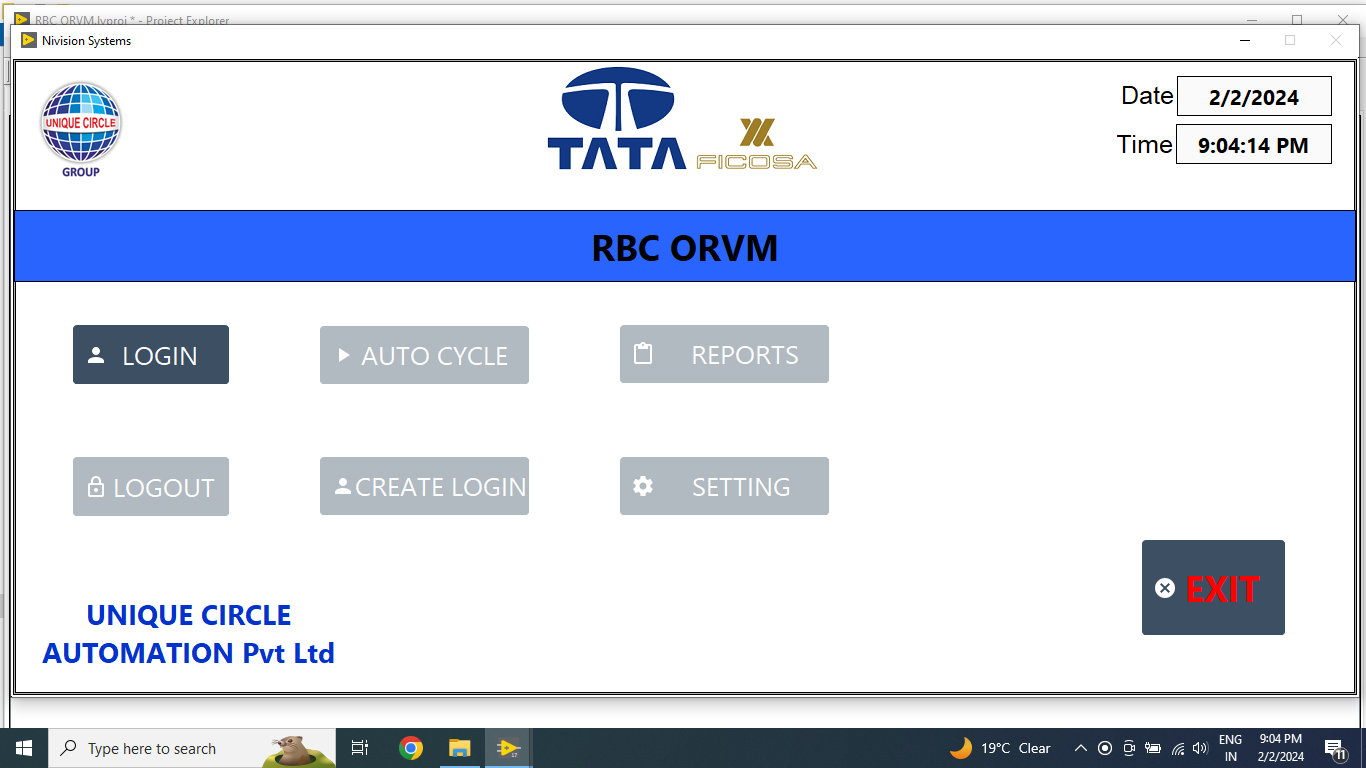 RBC ORVM.lvproj * - Project Explorer
Nivision Systems
UNIQUE CIRCLE
GROUP
TATA
FICOSA
Date 2/2/2024
Time 9:04:14 PM
RBC ORVM
LOGIN
AUTO CYCLE
REPORTS
LOGOUT
CREATE LOGIN
SETTING
EXIT
UNIQUE CIRCLE
AUTOMATION Pvt Ltd
Type here to search
19°C Clear
ENG
IN
9:04 PM
2/2/2024
11